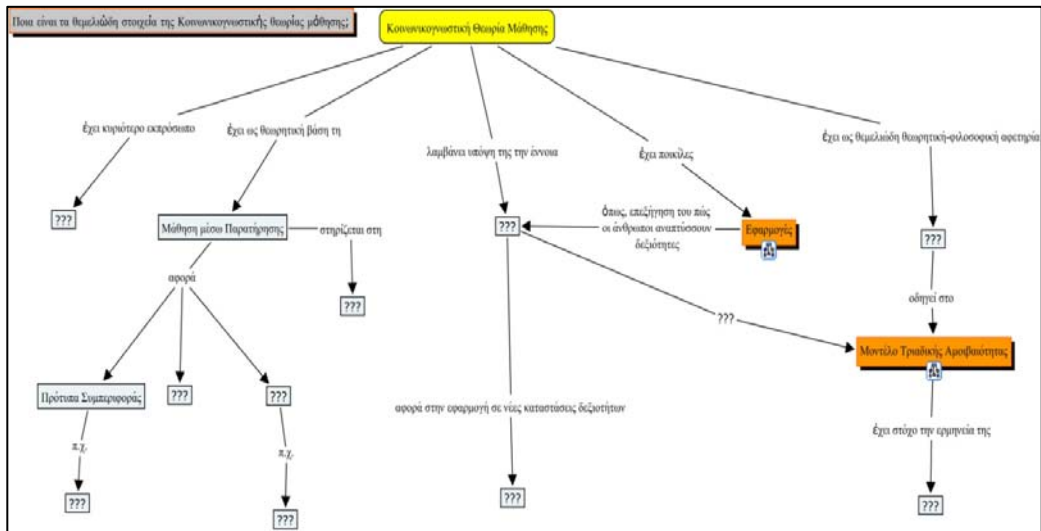 Ποια είναι τα θεμελιώδη στοιχεία της Κοινωνικογνωστικής θεωρίας μάθησης;
Κοινωνικογνωστική Θεωρία Μάθησης
έχει κυριότερο εκπρόσωπο
έχει ως θεωρητική βάση τη
λαμβάνει υπόψη της την έννοια
έχει ποικίλες
έχει ως θεμελιώδη θεωρητική-φιλοσοφική αφετηρία
???
Μάθηση μέσω Παρατήρησης
στηρίζεται στη
???
όπως, επεξήγηση του πώς
οι άνθρωποι αναπτύσσουν
δεξιότητες
Εφαρμογές
???
αφορά
???
οδηγεί στο
???
Μοντέλο Τριαδικής Αμοιβαιότητας
Πρότυπα Συμπεριφοράς
???
???
αφορά στην εφαρμογή σε νέες καταστάσεις δεξιοτήτων
έχει στόχο την ερμηνεία της
π.χ.
π.χ.
???
???
???
???